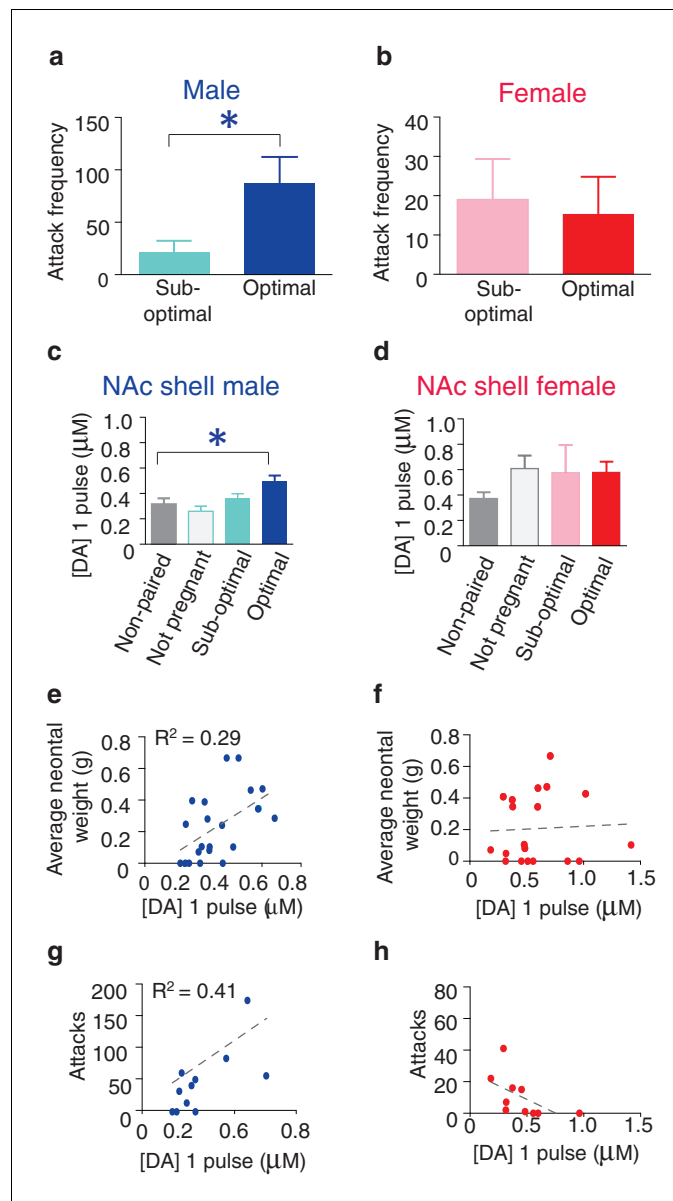 a
Male
Attack frequency
150
100
50
0
*
Sub-
optimal
Optimal
b
Female
Attack frequency
40
30
20
10
0
Sub-
optimal
Optimal
c
NAc shell male
[DA] 1 pulse (μM)
1.0
0.8
0.6
0.4
0.2
0
*
Non-paired
Not pregnant
Sub-optimal
Optimal
d
NAc shell female
[DA] 1 pulse (μM)
1.0
0.8
0.6
0.4
0.2
0
Non-paired
Not pregnant
Sub-optimal
Optimal
e
R² = 0.29
Average neontal
weight (g)
0.8
0.6
0.4
0.2
0
0 0.2 0.4 0.6 0.8
[DA] 1 pulse (μM)
f
Average neontal
weight (g)
0.8
0.6
0.4
0.2
0
0 0.5 1.0 1.5
[DA] 1 pulse (μM)
g
R² = 0.41
Attacks
200
150
100
50
0
0 0.2 0.6 0.8
[DA] 1 pulse (μM)
h
Attacks
80
60
40
20
0
0 0.5 1.0 1.5
[DA] 1 pulse (μM)